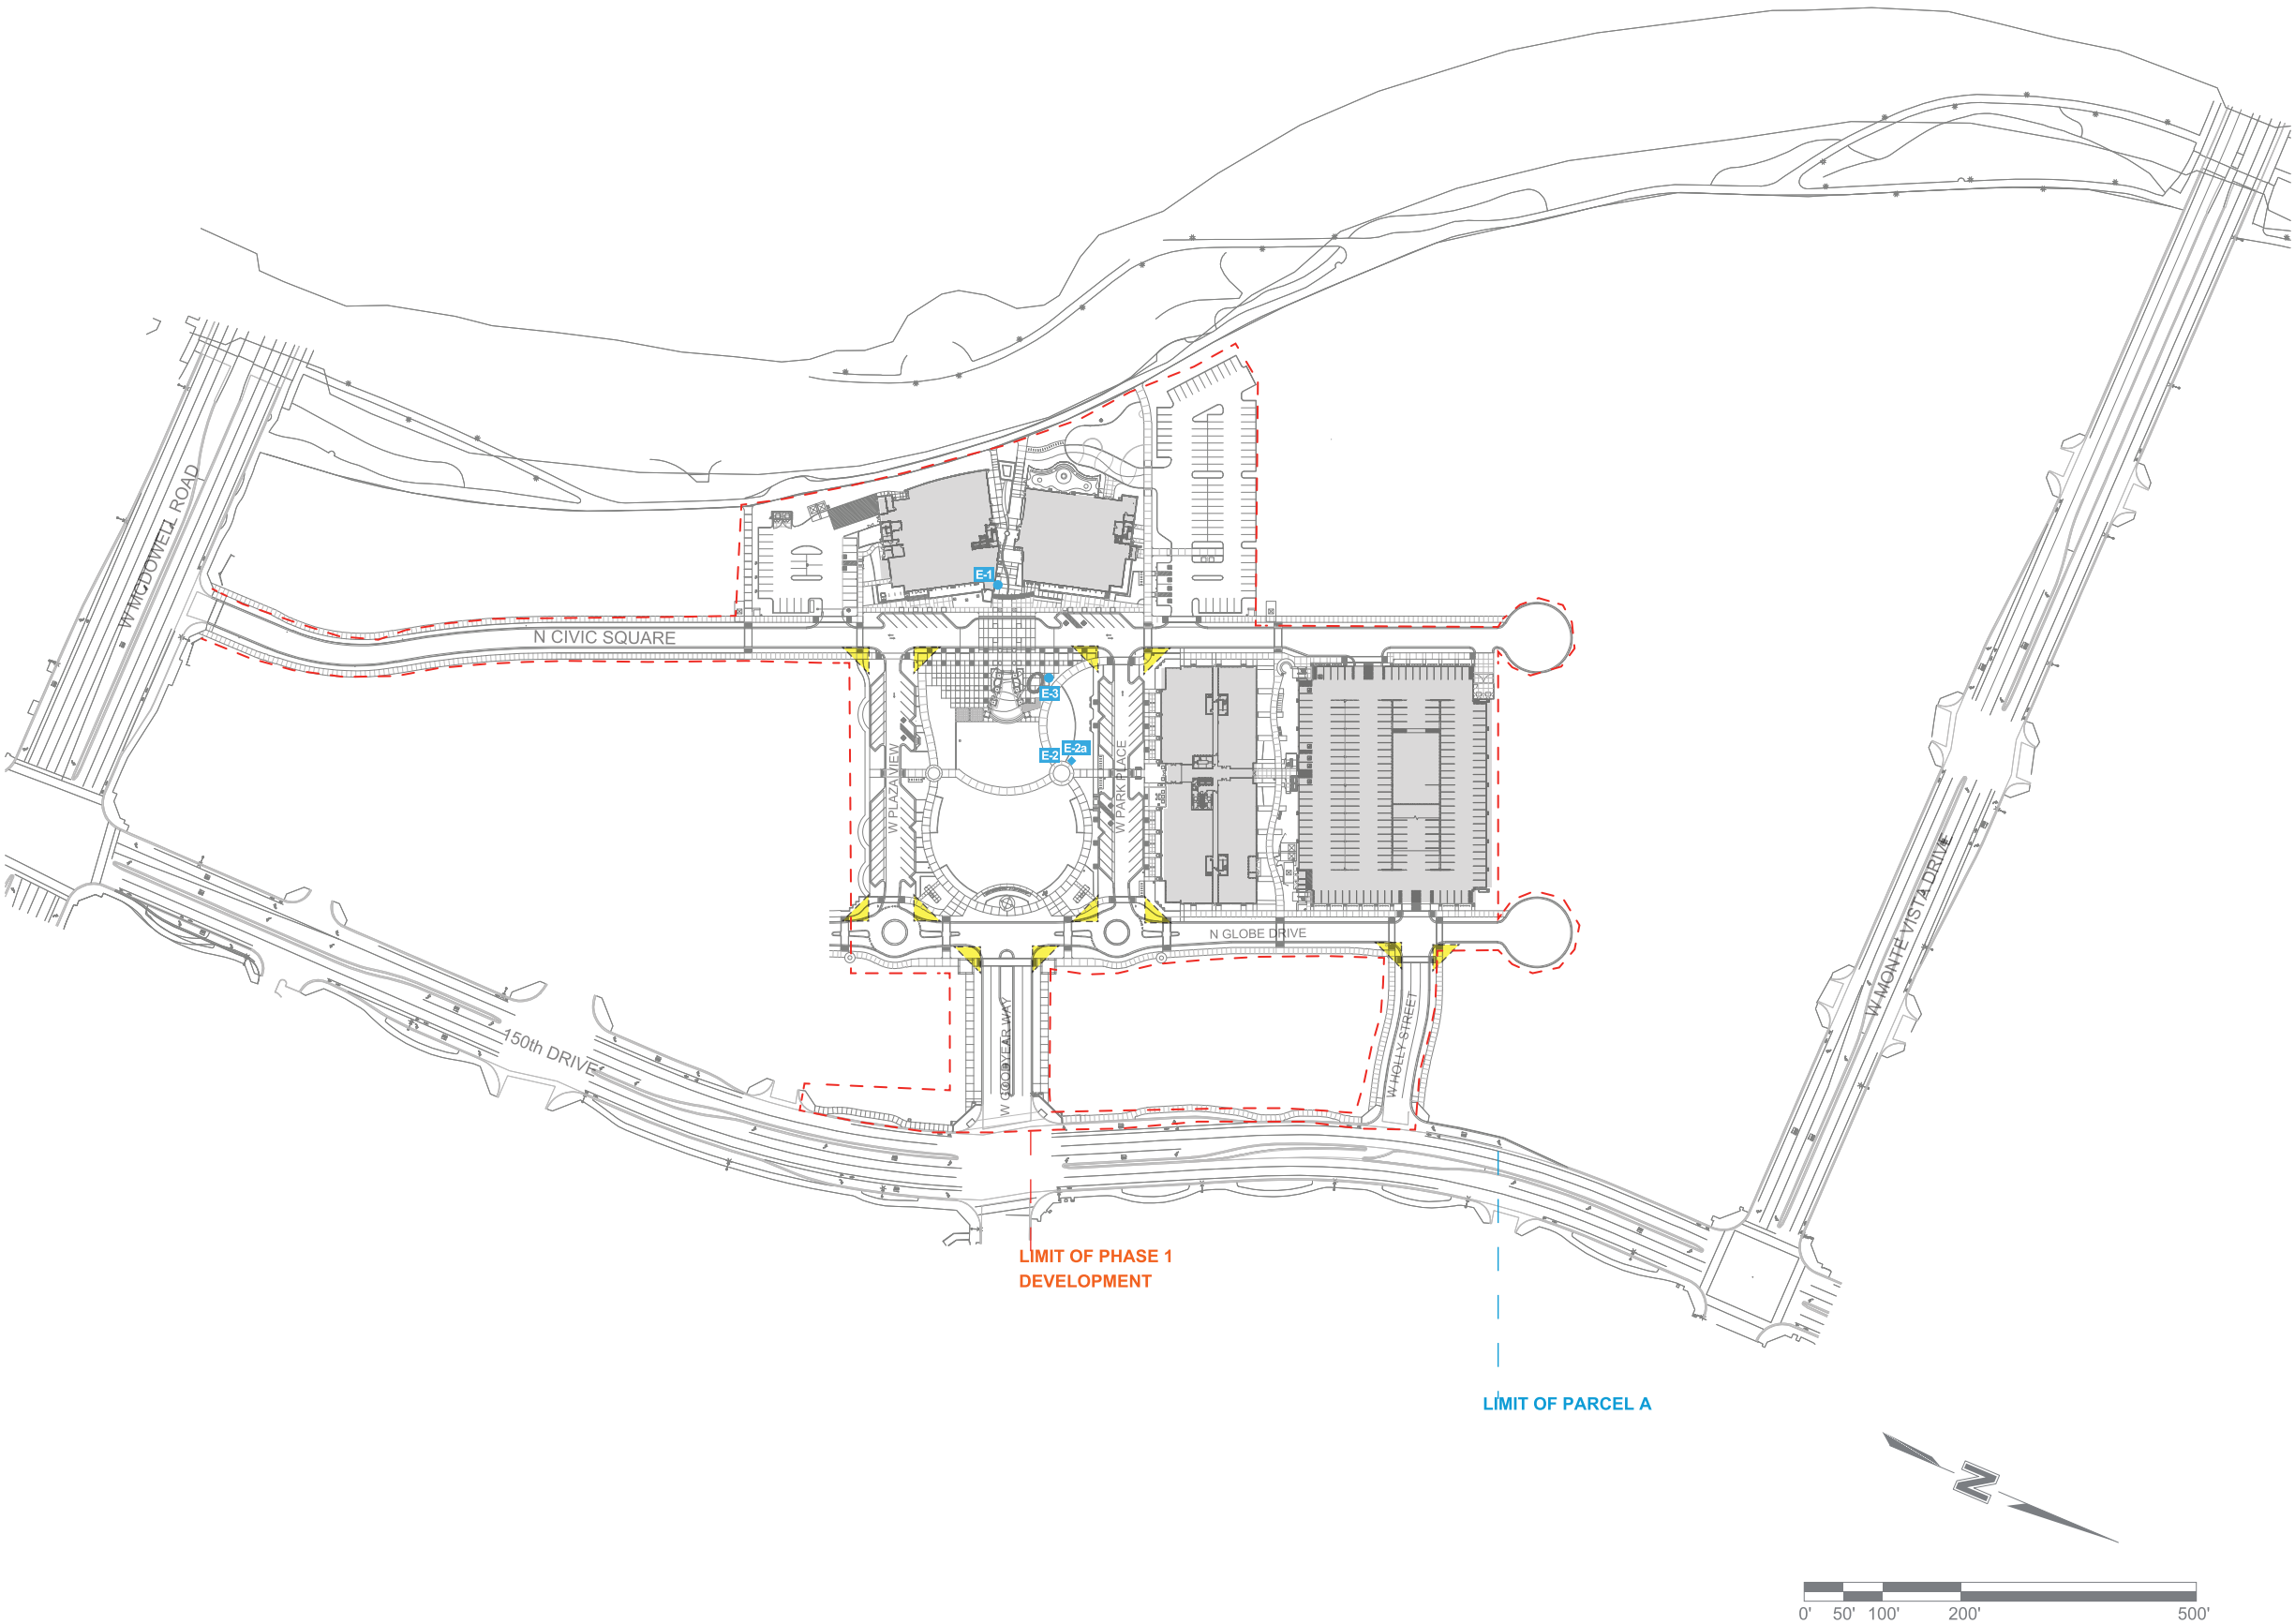 W MCDOWELL ROAD
E-1
N CIVIC SQUARE
E-3
E-2
E-2a
W PLAZA VIEW
W PARK PLACE
N GLOBE DRIVE
W MONTE VISTA DRIVE
150th DRIVE
W GOODYEAR WAY
W HOLLY STREET
LIMIT OF PHASE 1
DEVELOPMENT
LIMIT OF PARCEL A
N
0' 50' 100' 200' 500'